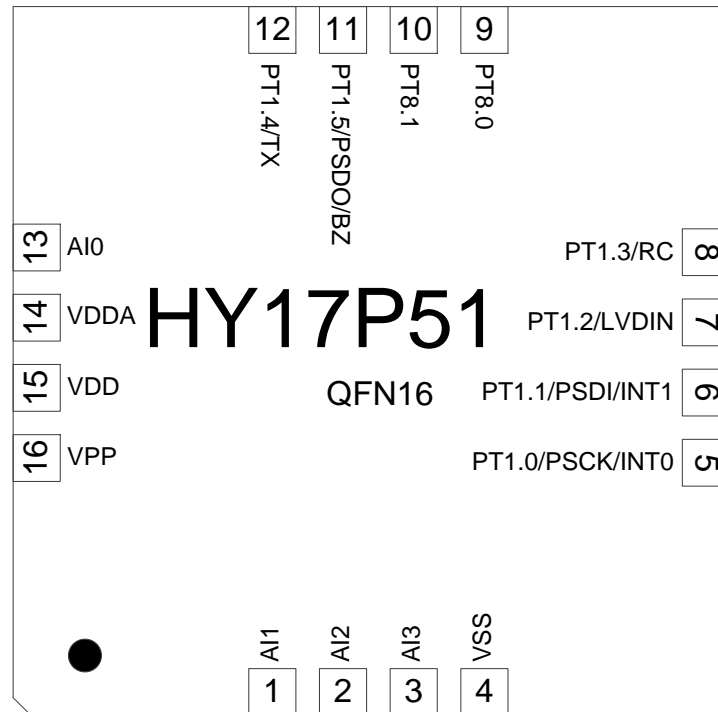 12 11 10 9
PT1.4/TX
PT1.5/PSDO/BZ
PT8.1
PT8.0
13 AI0
14 VDDA
15 VDD
16 VPP
HY17P51
QFN16
PT1.3/RC 8
PT1.2/LVDIN 7
PT1.1/PSDI/INT1 6
PT1.0/PSCK/INT0 5
AI1
AI2
AI3
VSS
1 2 3 4